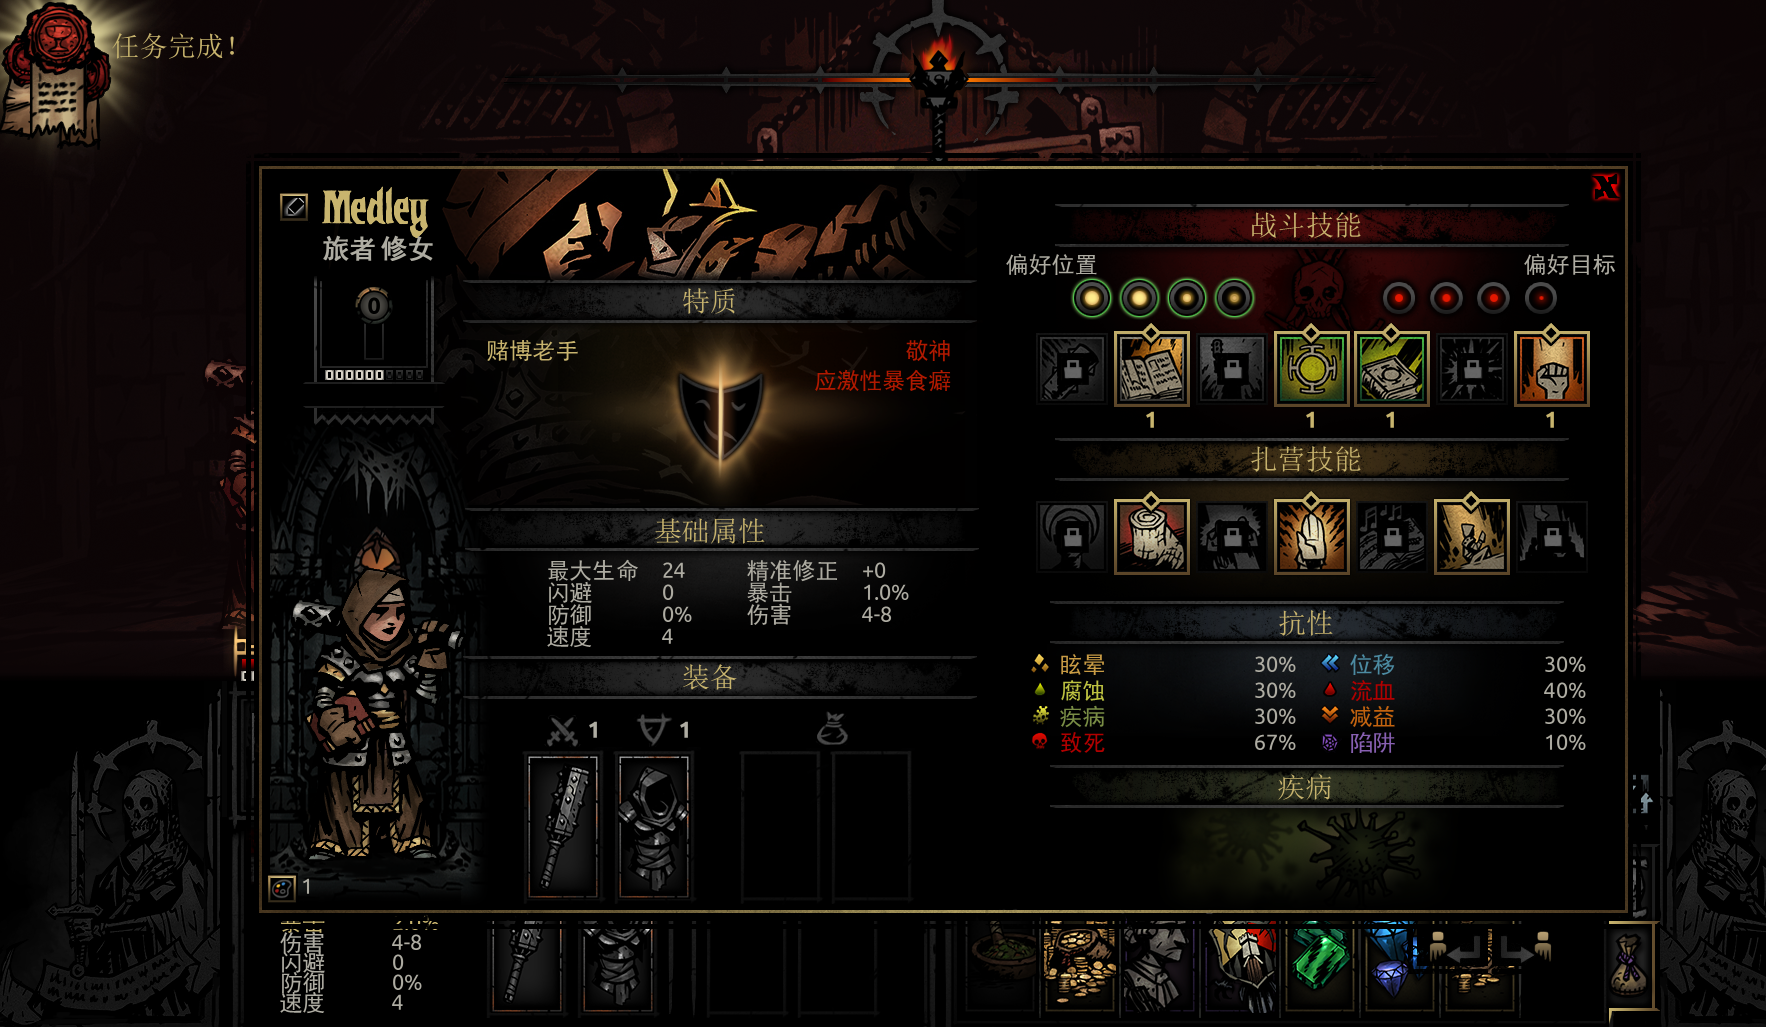 任务完成！
Medley
旅者 修女
0
特质
赌博老手
敬神
应激性暴食癖
基础属性
最大生命 24 精准修正 +0
闪避 0 暴击 1.0%
防御 0% 伤害 4-8
速度 4
装备
1 1
1
战斗技能
偏好位置 偏好目标
1 1 1 1
扎营技能
抗性
眩晕 30% 位移 30%
腐蚀 30% 流血 40%
疾病 30% 减益 30%
致死 67% 陷阱 10%
疾病
伤害 4-8
闪避 0
防御 0%
速度 4